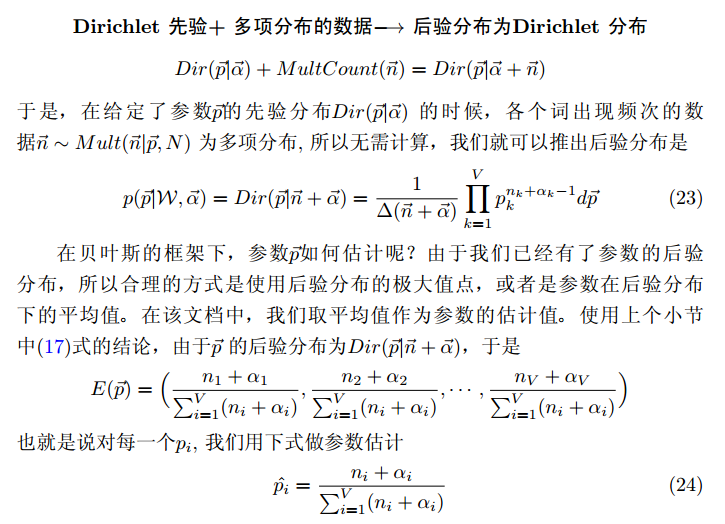 Dirichlet 先验+ 多项分布的数据⟶ 后验分布为Dirichlet 分布
$Dir(\vec{p}|\vec{\alpha}) + MultCount(\vec{n}) = Dir(\vec{p}|\vec{\alpha} + \vec{n})$
于是，在给定了参数$\vec{p}$的先验分布$Dir(\vec{p}|\vec{\alpha})$ 的时候，各个词出现频次的数
据$\vec{n} \sim Mult(\vec{n}|\vec{p}, N)$ 为多项分布, 所以无需计算，我们就可以推出后验分布是
$p(\vec{p}|\mathcal{W}, \vec{\alpha}) = Dir(\vec{p}|\vec{n} + \vec{\alpha}) = \frac{1}{\Delta(\vec{n} + \vec{\alpha})} \prod_{k=1}^{V} p_k^{n_k + \alpha_k - 1} d\vec{p}$ (23)
在贝叶斯的框架下，参数$\vec{p}$如何估计呢？由于我们已经有了参数的后验
分布，所以合理的方式是使用后验分布的极大值点，或者是参数在后验分布
下的平均值。在该文档中，我们取平均值作为参数的估计值。使用上个小节
中(17)式的结论，由于$\vec{p}$ 的后验分布为$Dir(\vec{p}|\vec{n} + \vec{\alpha})$，于是
$E(\vec{p}) = \left( \frac{n_1 + \alpha_1}{\sum_{i=1}^{V}(n_i + \alpha_i)}, \frac{n_2 + \alpha_2}{\sum_{i=1}^{V}(n_i + \alpha_i)}, \cdots, \frac{n_V + \alpha_V}{\sum_{i=1}^{V}(n_i + \alpha_i)} \right)$
也就是说对每一个$p_i$, 我们用下式做参数估计
$\hat{p_i} = \frac{n_i + \alpha_i}{\sum_{i=1}^{V}(n_i + \alpha_i)}$ (24)